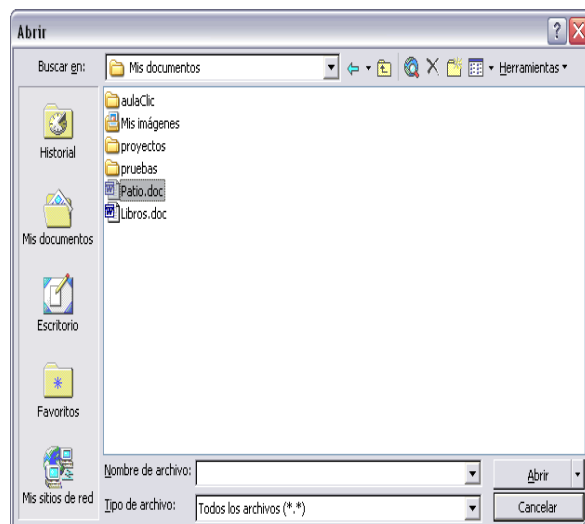 Abrir
Buscar en: Mis documentos Herramientas
aulaClic
Mis imágenes
proyectos
pruebas
Patio.doc
Libros.doc
Historial
Mis documentos
Escritorio
Favoritos
Mis sitios de red
Nombre de archivo: Abrir
Tipo de archivo: Todos los archivos (*.*) Cancelar